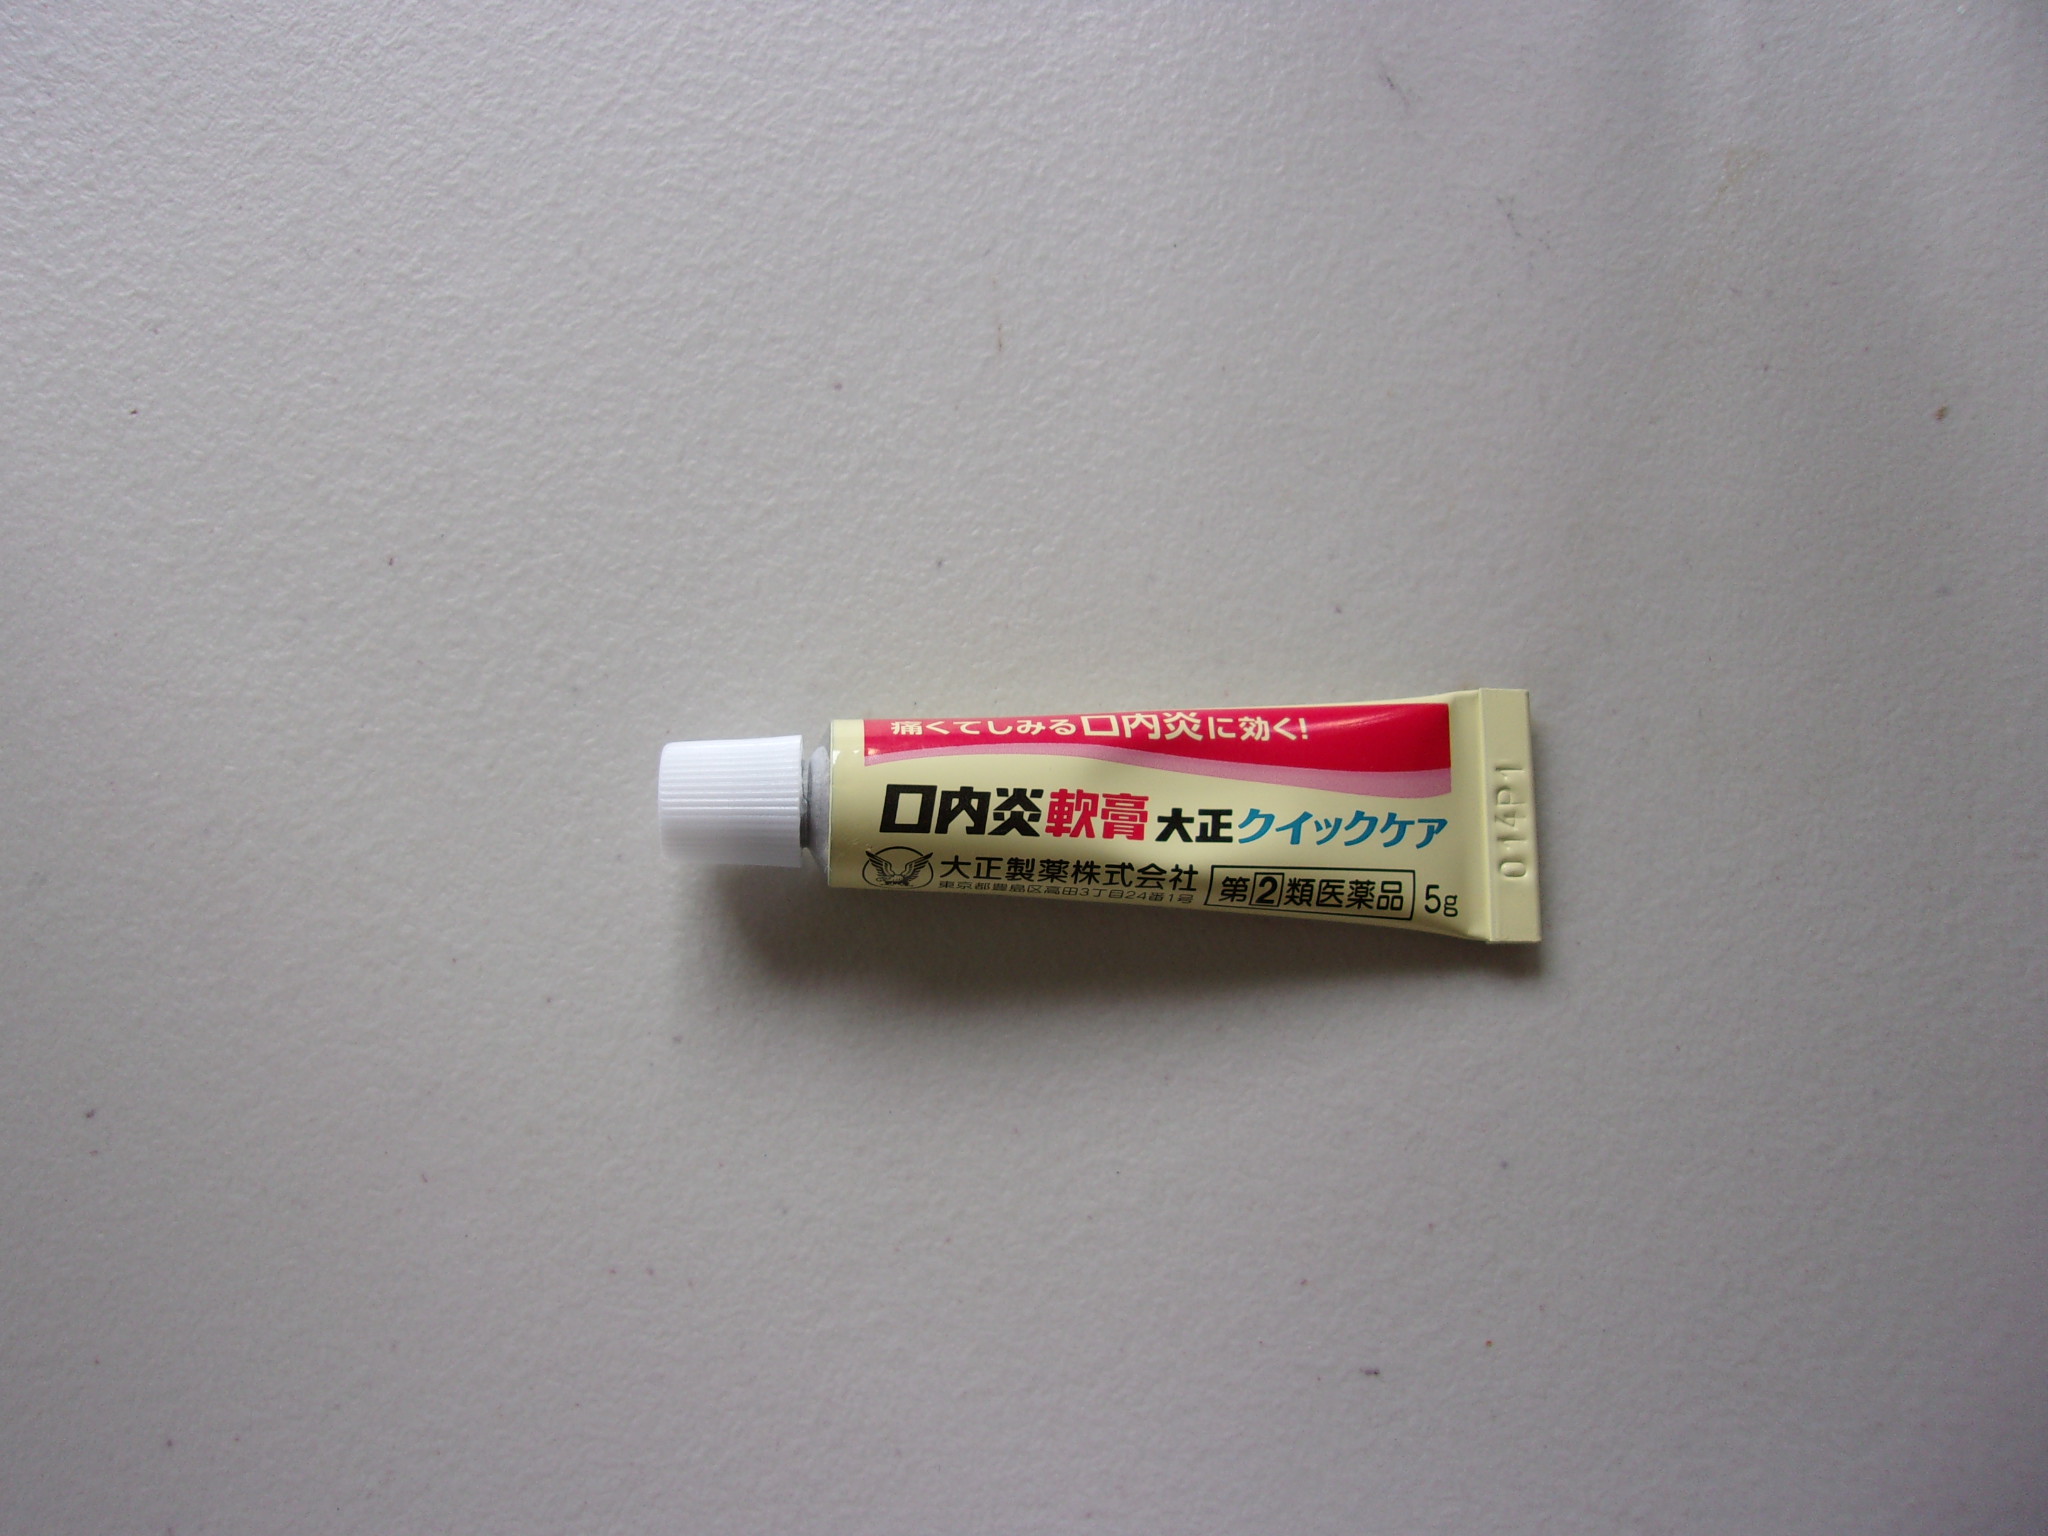 痛くてしみる口内炎に効く!
口内炎軟膏大正クイックケア
大正製薬株式会社
東京都豊島区高田3丁目24番1号
第2類医薬品 5g
014P1